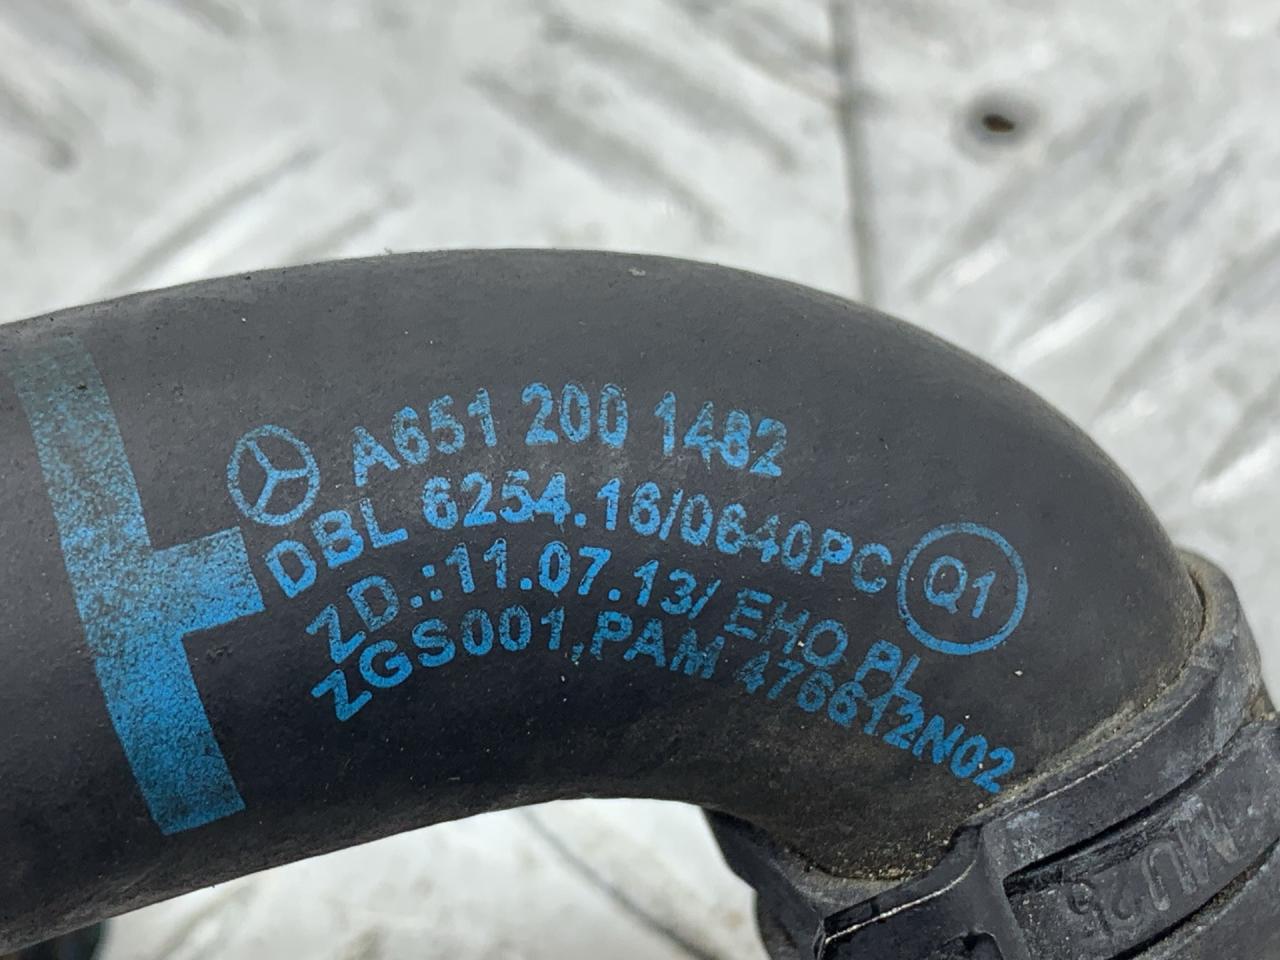 A651 200 1482
DBL 6254.16/0640PC Q1
ZD.:11.07.13/ EHO PL
ZGS001,PAM 476612N02